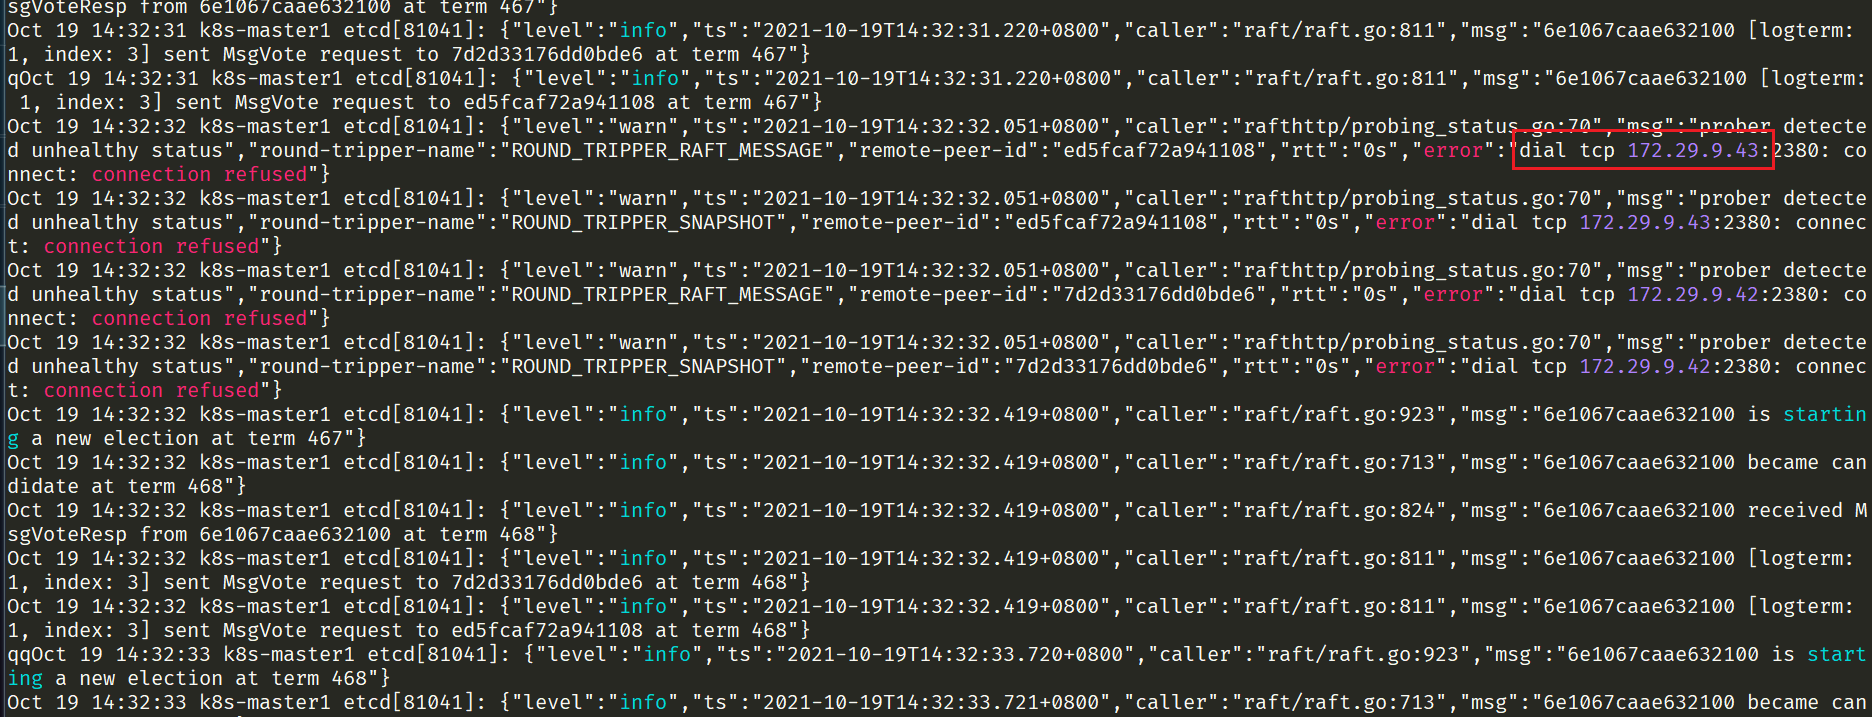 sgVoteResp from 6e1067caae632100 at term 467"}
Oct 19 14:32:31 k8s-master1 etcd[81041]: {"level":"info","ts":"2021-10-19T14:32:31.220+0800","caller":"raft/raft.go:811","msg":"6e1067caae632100 [logterm:
1, index: 3] sent MsgVote request to 7d2d33176dd0bde6 at term 467"}
qOct 19 14:32:31 k8s-master1 etcd[81041]: {"level":"info","ts":"2021-10-19T14:32:31.220+0800","caller":"raft/raft.go:811","msg":"6e1067caae632100 [logterm:
 1, index: 3] sent MsgVote request to ed5fcaf72a941108 at term 467"}
Oct 19 14:32:32 k8s-master1 etcd[81041]: {"level":"warn","ts":"2021-10-19T14:32:32.051+0800","caller":"rafthttp/probing_status.go:70","msg":"prober detecte
d unhealthy status","round-tripper-name":"ROUND_TRIPPER_RAFT_MESSAGE","remote-peer-id":"ed5fcaf72a941108","rtt":"0s","error":"dial tcp 172.29.9.43:2380: co
nnect: connection refused"}
Oct 19 14:32:32 k8s-master1 etcd[81041]: {"level":"warn","ts":"2021-10-19T14:32:32.051+0800","caller":"rafthttp/probing_status.go:70","msg":"prober detecte
d unhealthy status","round-tripper-name":"ROUND_TRIPPER_SNAPSHOT","remote-peer-id":"ed5fcaf72a941108","rtt":"0s","error":"dial tcp 172.29.9.43:2380: connec
t: connection refused"}
Oct 19 14:32:32 k8s-master1 etcd[81041]: {"level":"warn","ts":"2021-10-19T14:32:32.051+0800","caller":"rafthttp/probing_status.go:70","msg":"prober detecte
d unhealthy status","round-tripper-name":"ROUND_TRIPPER_RAFT_MESSAGE","remote-peer-id":"7d2d33176dd0bde6","rtt":"0s","error":"dial tcp 172.29.9.42:2380: co
nnect: connection refused"}
Oct 19 14:32:32 k8s-master1 etcd[81041]: {"level":"warn","ts":"2021-10-19T14:32:32.051+0800","caller":"rafthttp/probing_status.go:70","msg":"prober detecte
d unhealthy status","round-tripper-name":"ROUND_TRIPPER_SNAPSHOT","remote-peer-id":"7d2d33176dd0bde6","rtt":"0s","error":"dial tcp 172.29.9.42:2380: connec
t: connection refused"}
Oct 19 14:32:32 k8s-master1 etcd[81041]: {"level":"info","ts":"2021-10-19T14:32:32.419+0800","caller":"raft/raft.go:923","msg":"6e1067caae632100 is startin
g a new election at term 467"}
Oct 19 14:32:32 k8s-master1 etcd[81041]: {"level":"info","ts":"2021-10-19T14:32:32.419+0800","caller":"raft/raft.go:713","msg":"6e1067caae632100 became can
didate at term 468"}
Oct 19 14:32:32 k8s-master1 etcd[81041]: {"level":"info","ts":"2021-10-19T14:32:32.419+0800","caller":"raft/raft.go:824","msg":"6e1067caae632100 received M
sgVoteResp from 6e1067caae632100 at term 468"}
Oct 19 14:32:32 k8s-master1 etcd[81041]: {"level":"info","ts":"2021-10-19T14:32:32.419+0800","caller":"raft/raft.go:811","msg":"6e1067caae632100 [logterm:
1, index: 3] sent MsgVote request to 7d2d33176dd0bde6 at term 468"}
Oct 19 14:32:32 k8s-master1 etcd[81041]: {"level":"info","ts":"2021-10-19T14:32:32.419+0800","caller":"raft/raft.go:811","msg":"6e1067caae632100 [logterm:
1, index: 3] sent MsgVote request to ed5fcaf72a941108 at term 468"}
qqOct 19 14:32:33 k8s-master1 etcd[81041]: {"level":"info","ts":"2021-10-19T14:32:33.720+0800","caller":"raft/raft.go:923","msg":"6e1067caae632100 is start
ing a new election at term 468"}
Oct 19 14:32:33 k8s-master1 etcd[81041]: {"level":"info","ts":"2021-10-19T14:32:33.721+0800","caller":"raft/raft.go:713","msg":"6e1067caae632100 became can